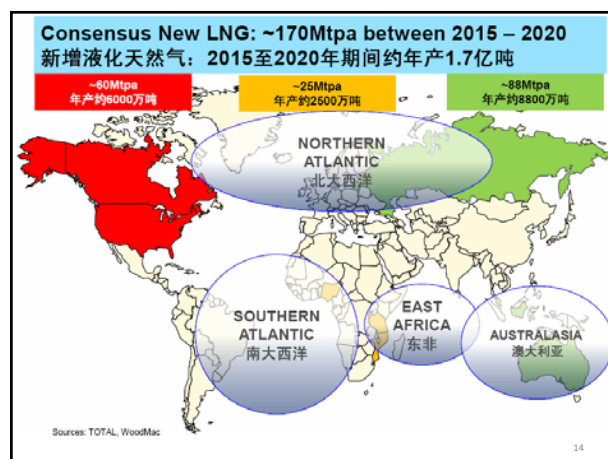 Consensus New LNG: ~170Mtpa between 2015 – 2020
新增液化天然气：2015至2020年期间约年产1.7亿吨
~60Mtpa
年产约6000万吨
~25Mtpa
年产约2500万吨
~88Mtpa
年产约8800万吨
NORTHERN
ATLANTIC
北大西洋
SOUTHERN
ATLANTIC
南大西洋
EAST
AFRICA
东非
AUSTRALASIA
澳大利亚
Sources: TOTAL, WoodMac
14